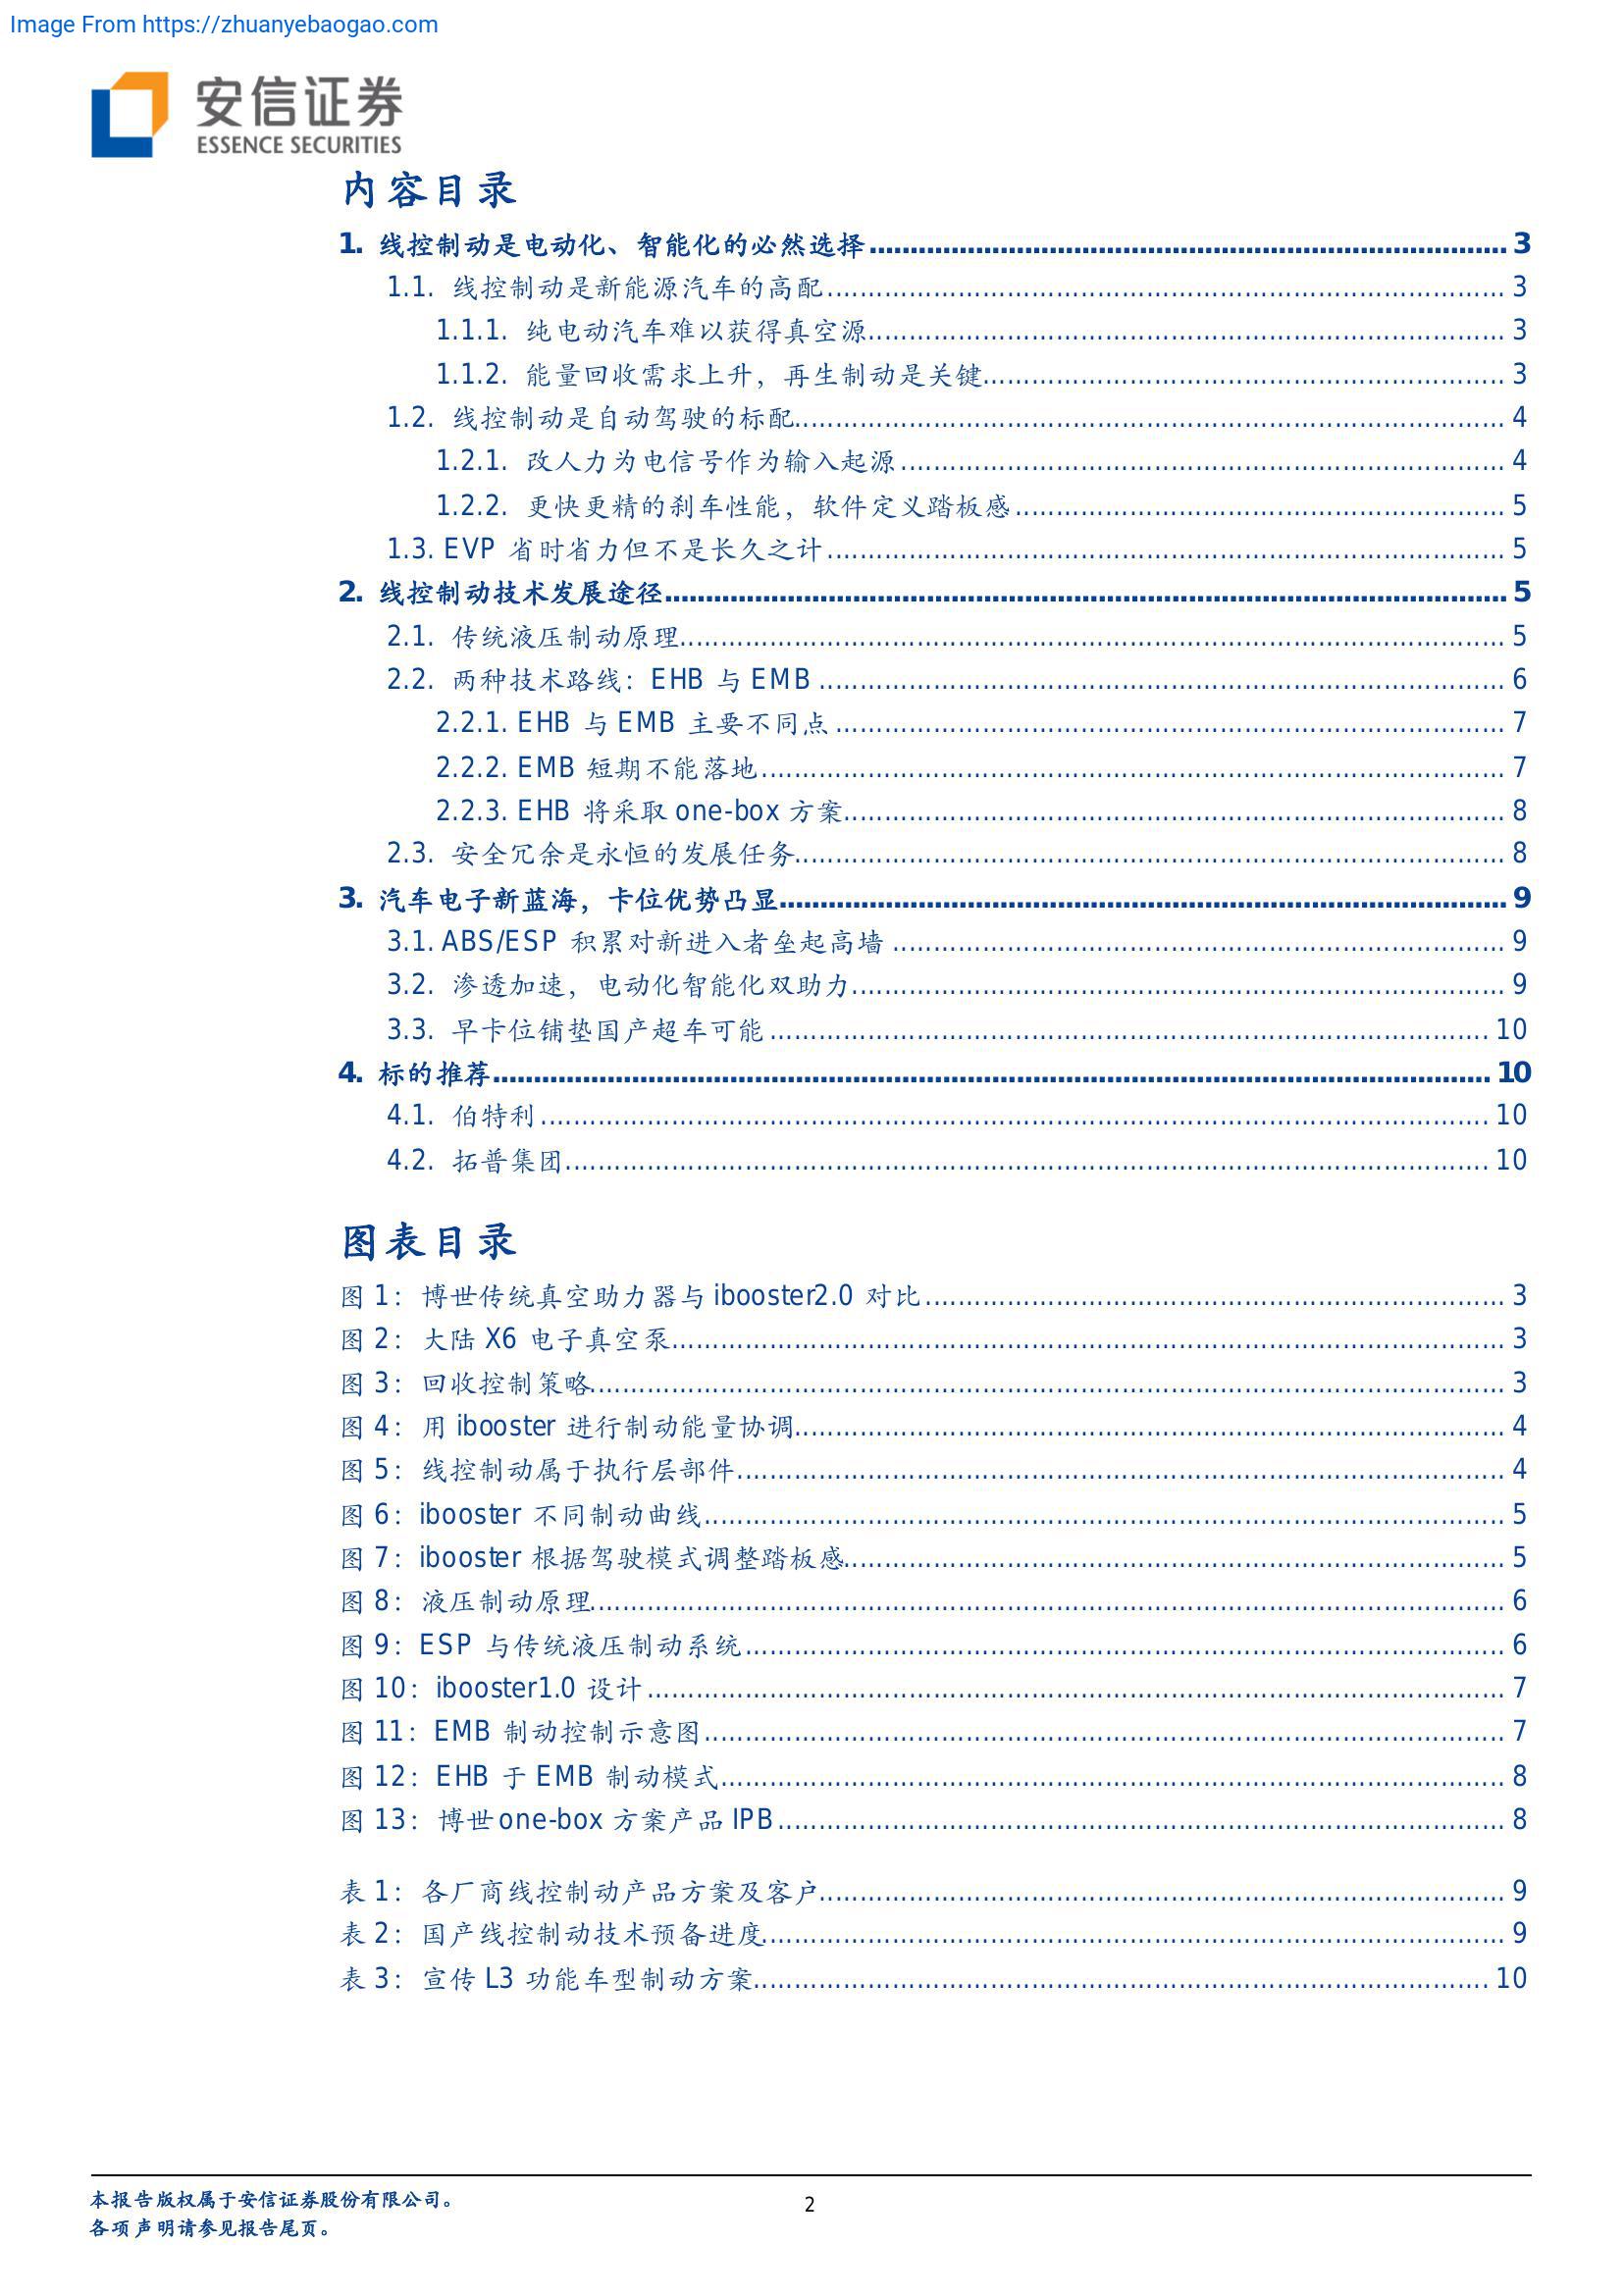 Image From https://zhuanyebaogao.com
安信证券
ESSENCE SECURITIES
内容目录
1. 线控制动是电动化、智能化的必然选择 3
1.1. 线控制动是新能源汽车的高配 3
1.1.1. 纯电动汽车难以获得真空源 3
1.1.2. 能量回收需求上升，再生制动是关键 3
1.2. 线控制动是自动驾驶的标配 4
1.2.1. 改人力为电信号作为输入起源 4
1.2.2. 更快更精的刹车性能，软件定义踏板感 5
1.3. EVP 省时省力但不是长久之计 5
2. 线控制动技术发展途径 5
2.1. 传统液压制动原理 5
2.2. 两种技术路线：EHB 与 EMB 6
2.2.1. EHB 与 EMB 主要不同点 7
2.2.2. EMB 短期不能落地 7
2.2.3. EHB 将采取 one-box 方案 8
2.3. 安全冗余是永恒的发展任务 8
3. 汽车电子新蓝海，卡位优势凸显 9
3.1. ABS/ESP 积累对新进入者垒起高墙 9
3.2. 渗透加速，电动化智能化双助力 9
3.3. 早卡位铺垫国产超车可能 10
4. 标的推荐 10
4.1. 伯特利 10
4.2. 拓普集团 10
图表目录
图 1：博世传统真空助力器与 ibooster2.0 对比 3
图 2：大陆 X6 电子真空泵 3
图 3：回收控制策略 3
图 4：用 ibooster 进行制动能量协调 4
图 5：线控制动属于执行层部件 4
图 6：ibooster 不同制动曲线 5
图 7：ibooster 根据驾驶模式调整踏板感 5
图 8：液压制动原理 6
图 9：ESP 与传统液压制动系统 6
图 10：ibooster1.0 设计 7
图 11：EMB 制动控制示意图 7
图 12：EHB 于 EMB 制动模式 8
图 13：博世 one-box 方案产品 IPB 8
表 1：各厂商线控制动产品方案及客户 9
表 2：国产线控制动技术预备进度 9
表 3：宣传 L3 功能车型制动方案 10
本报告版权属于安信证券股份有限公司。
各项声明请参见报告尾页。
2